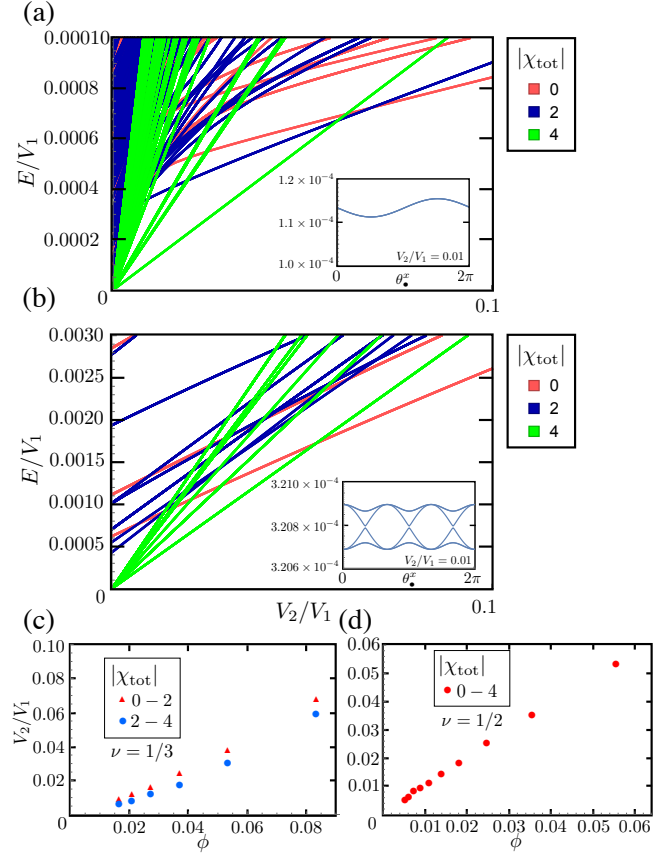 (a)
0.00010
0.0008
0.0006
0.0004
0.0002
0
0.1
E/V₁
|χtot|
0
2
4
1.2 × 10⁻⁴
1.1 × 10⁻⁴
1.0 × 10⁻⁴
V₂/V₁ = 0.01
0
θˣ•
2π
(b)
0.0030
0.0025
0.0020
0.0015
0.0010
0.0005
0
0.1
E/V₁
V₂/V₁
|χtot|
0
2
4
3.210 × 10⁻⁴
3.208 × 10⁻⁴
3.206 × 10⁻⁴
V₂/V₁ = 0.01
0
θˣ•
2π
(c)
0.10
0.08
0.06
0.04
0.02
0
V₂/V₁
|χtot|
0 − 2
2 − 4
ν = 1/3
0.02 0.04 0.06 0.08
ϕ
(d)
0.06
0.05
0.04
0.03
0.02
0.01
0
|χtot|
0 − 4
ν = 1/2
0.01 0.02 0.03 0.04 0.05 0.06
ϕ